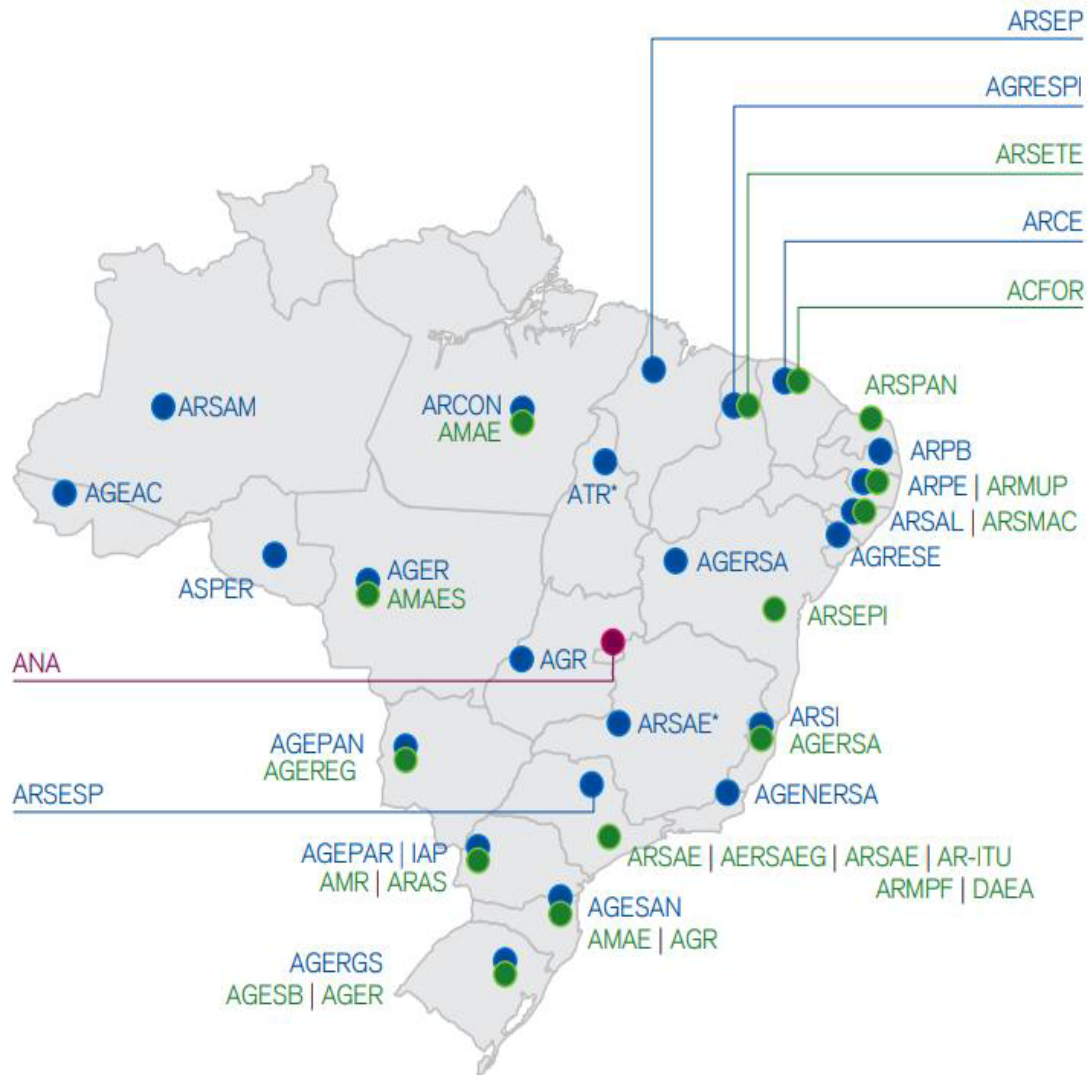 ARSEP
AGRESPI
ARSETE
ARCE
ACFOR
ARSPAN
ARSAM
ARCON
AMAE
ARPB
ATR*
ARPE | ARMUP
AGEAC
ARSAL | ARSMAC
AGRESE
ASPER
AGER
AMAES
AGERSA
ARSEPI
ANA
AGR
ARSAE*
ARSI
AGERSA
AGEPAN
AGEREG
ARSESP
AGENERSA
AGEPAR | IAP
AMR | ARAS
ARSAE | AERSAEG | ARSAE | AR-ITU
ARMPF | DAEA
AGESAN
AMAE | AGR
AGERGS
AGESB | AGER